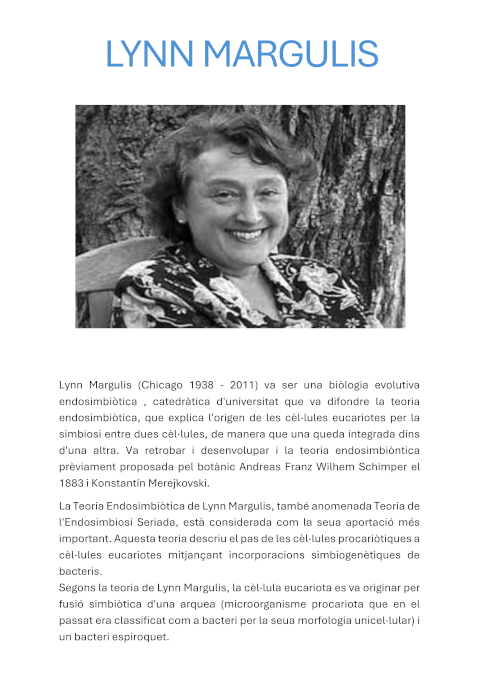 LYNN MARGULIS
Lynn Margulis (Chicago 1938 - 2011) va ser una biòloga evolutiva
endosimbiòtica , catedràtica d'universitat que va difondre la teoria
endosimbiòtica, que explica l'origen de les cèl·lules eucariotes per la
simbiosi entre dues cèl·lules, de manera que una queda integrada dins
d'una altra. Va retrobar i desenvolupar i la teoria endosimbiòntica
prèviament proposada pel botànic Andreas Franz Wilhem Schimper el
1883 i Konstantín Merejkovski.
La Teoria Endosimbiòtica de Lynn Margulis, també anomenada Teoria de
l'Endosimbiosi Seriada, està considerada com la seua aportació més
important. Aquesta teoria descriu el pas de les cèl·lules procariòtiques a
cèl·lules eucariotes mitjançant incorporacions simbiogenètiques de
bacteris.
Segons la teoria de Lynn Margulis, la cèl·lula eucariota es va originar per
fusió simbiòtica d'una arquea (microorganisme procariota que en el
passat era classificat com a bacteri per la seua morfologia unicel·lular) i
un bacteri espiroquet.